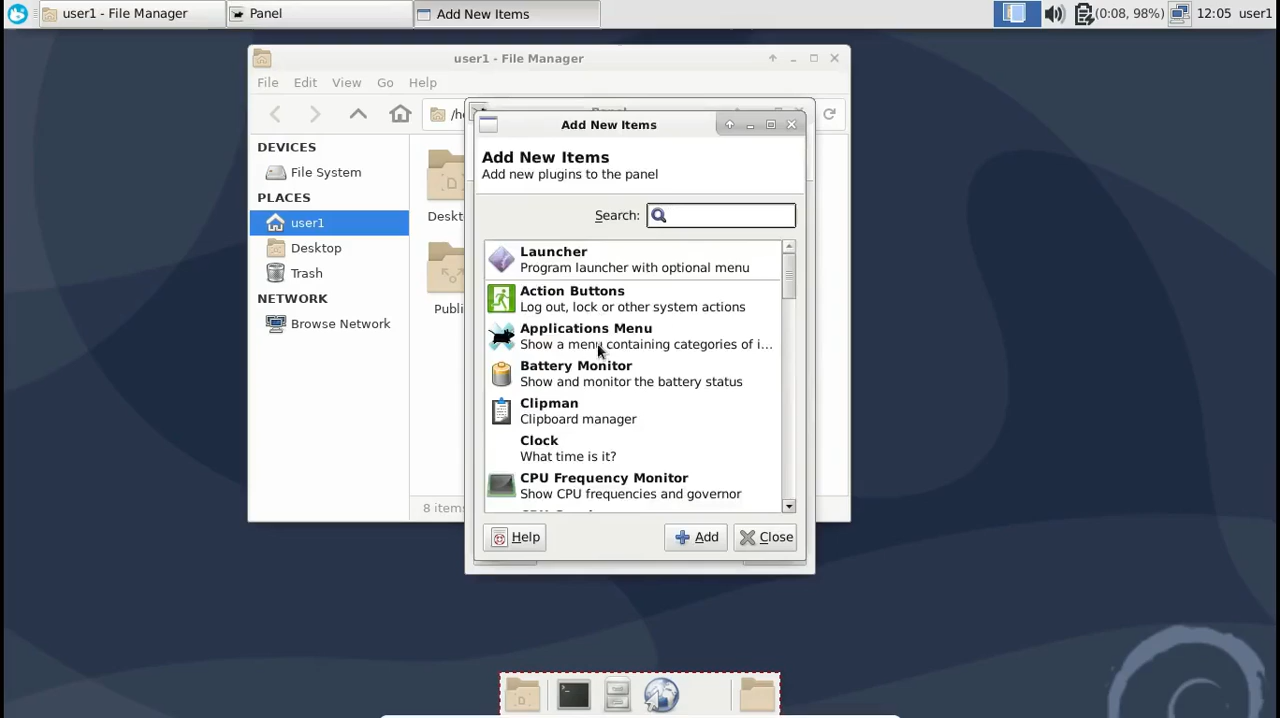 user1 - File Manager
Panel
Add New Items
(0:08, 98%)
12:05
user1
user1 - File Manager
File Edit View Go Help
DEVICES
File System
PLACES
user1
Desktop
Trash
NETWORK
Browse Network
8 items
Add New Items
Add New Items
Add new plugins to the panel
Search:
Launcher
Program launcher with optional menu
Action Buttons
Log out, lock or other system actions
Applications Menu
Show a menu containing categories of i...
Battery Monitor
Show and monitor the battery status
Clipman
Clipboard manager
Clock
What time is it?
CPU Frequency Monitor
Show CPU frequencies and governor
Help
Add
Close